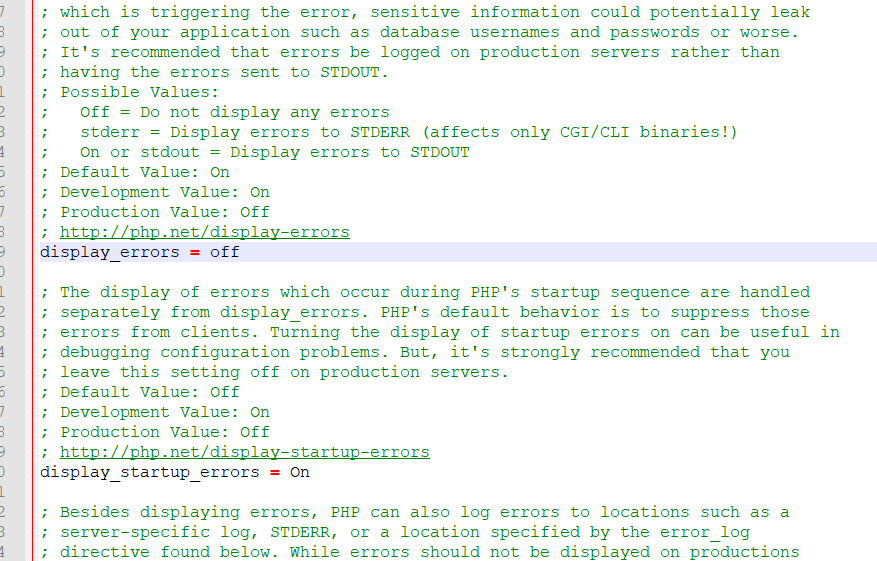 ; which is triggering the error, sensitive information could potentially leak
; out of your application such as database usernames and passwords or worse.
; It's recommended that errors be logged on production servers rather than
; having the errors sent to STDOUT.
; Possible Values:
;   Off = Do not display any errors
;   stderr = Display errors to STDERR (affects only CGI/CLI binaries!)
;   On or stdout = Display errors to STDOUT
; Default Value: On
; Development Value: On
; Production Value: Off
; http://php.net/display-errors
display_errors = off
; The display of errors which occur during PHP's startup sequence are handled
; separately from display_errors. PHP's default behavior is to suppress those
; errors from clients. Turning the display of startup errors on can be useful in
; debugging configuration problems. But, it's strongly recommended that you
; leave this setting off on production servers.
; Default Value: Off
; Development Value: On
; Production Value: Off
; http://php.net/display-startup-errors
display_startup_errors = On
; Besides displaying errors, PHP can also log errors to locations such as a
; server-specific log, STDERR, or a location specified by the error_log
; directive found below. While errors should not be displayed on productions